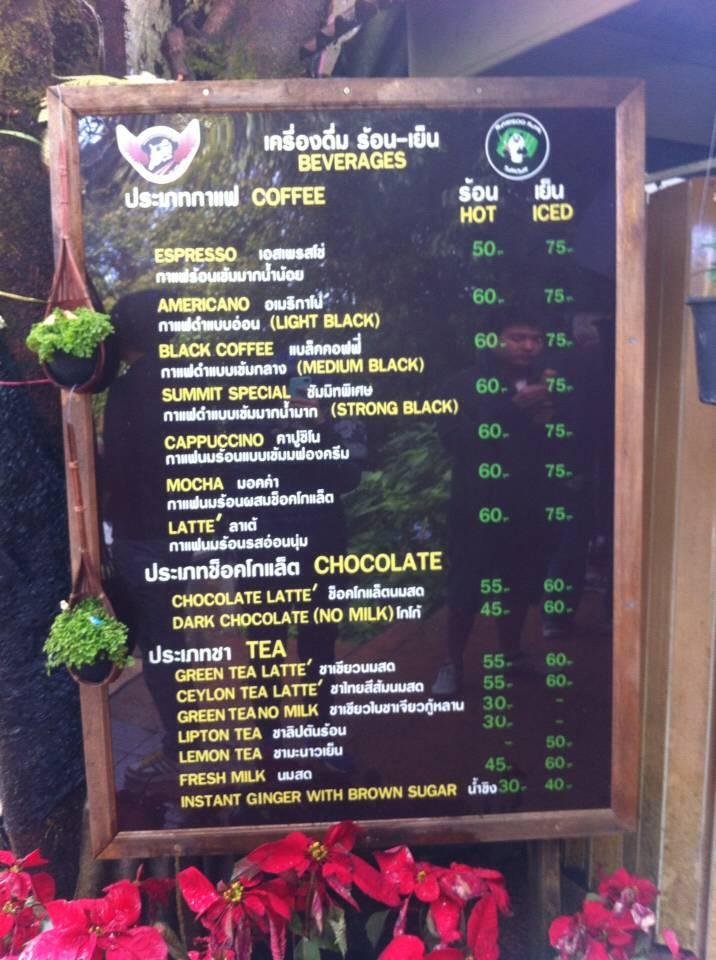 เครื่องดื่ม ร้อน-เย็น
BEVERAGES
ประเภทกาแฟ COFFEE ร้อน เย็น
HOT ICED
ESPRESSO เอสเพรสโซ่ 50.- 75.-
กาแฟร้อนเข้มมากน้ำน้อย
AMERICANO อเมริกาโน่ 60.- 75.-
กาแฟดำแบบอ่อน (LIGHT BLACK)
BLACK COFFEE แบล็คคอฟฟี่ 60.- 75.-
กาแฟดำแบบเข้มกลาง (MEDIUM BLACK)
SUMMIT SPECIAL ซัมมิทพิเศษ 60.- 75.-
กาแฟดำแบบเข้มมากน้ำมาก (STRONG BLACK)
CAPPUCCINO คาปูชิโน 60.- 75.-
กาแฟนมร้อนแบบเข้มมฟองครีม
MOCHA มอคค่า 60.- 75.-
กาแฟนมร้อนผสมช็อคโกแล็ต
LATTE' ลาเต้ 60.- 75.-
กาแฟนมร้อนรสอ่อนนุ่ม
ประเภทช็อคโกแล็ต CHOCOLATE
CHOCOLATE LATTE' ช็อคโกแล็ตนมสด 55.- 60.-
DARK CHOCOLATE (NO MILK) โกโก้ 45.- 60.-
ประเภทชา TEA
GREEN TEA LATTE' ชาเขียวนมสด 55.- 60.-
CEYLON TEA LATTE' ชาไทยสีส้มนมสด 55.- 60.-
GREEN TEA NO MILK ชาเขียวใบชาเจียวกู้หลาน 30.- -
LIPTON TEA ชาลิปตันร้อน 30.- -
LEMON TEA ชามะนาวเย็น - 50.-
FRESH MILK นมสด 45.- 60.-
INSTANT GINGER WITH BROWN SUGAR น้ำขิง 30.- 40.-